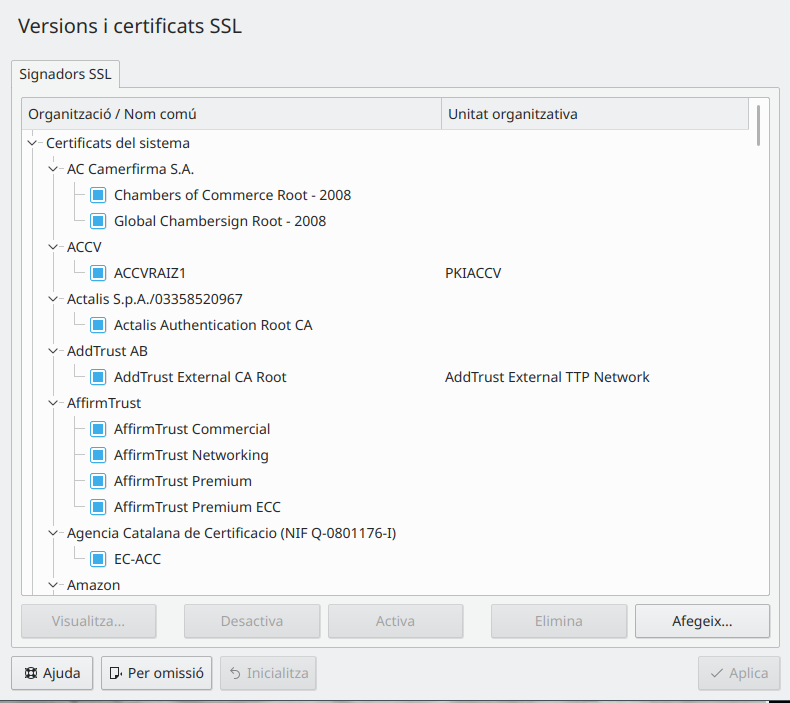 Versions i certificats SSL
Signadors SSL
Organització / Nom comú Unitat organitzativa
Certificats del sistema
AC Camerfirma S.A.
Chambers of Commerce Root - 2008
Global Chambersign Root - 2008
ACCV
ACCVRAIZ1 PKIACCV
Actalis S.p.A./03358520967
Actalis Authentication Root CA
AddTrust AB
AddTrust External CA Root AddTrust External TTP Network
AffirmTrust
AffirmTrust Commercial
AffirmTrust Networking
AffirmTrust Premium
AffirmTrust Premium ECC
Agencia Catalana de Certificacio (NIF Q-0801176-I)
EC-ACC
Amazon
Visualitza... Desactiva Activa Elimina Afegeix...
Ajuda Per omissió Inicialitza Aplica